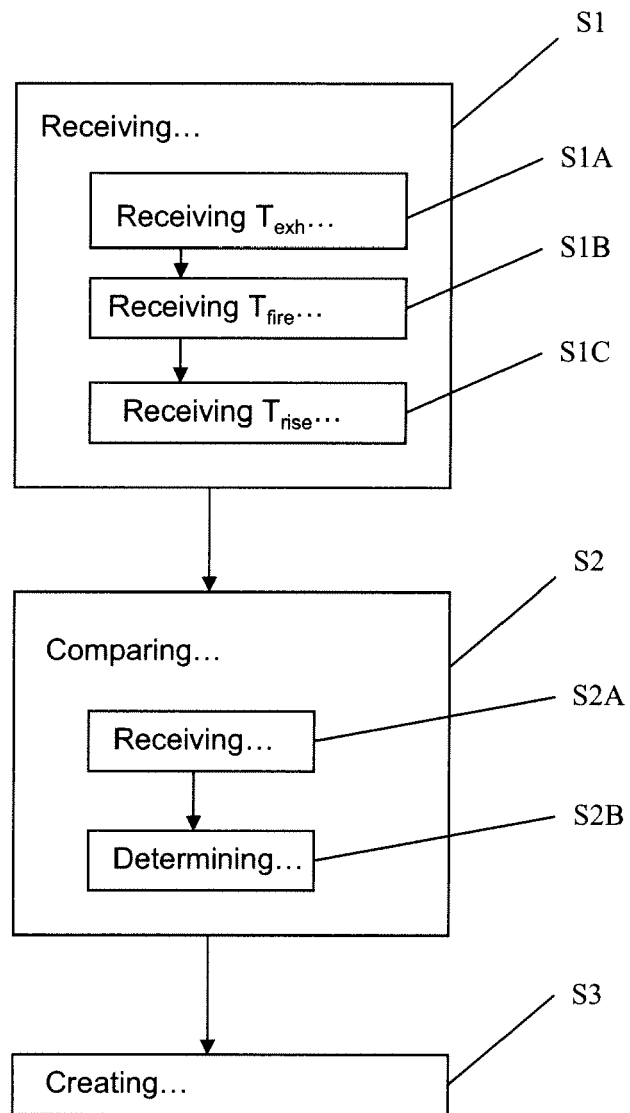 S1
Receiving…
S1A
Receiving Texh…
S1B
Receiving Tfire…
S1C
Receiving Trise…
S2
Comparing…
S2A
Receiving…
S2B
Determining…
S3
Creating…